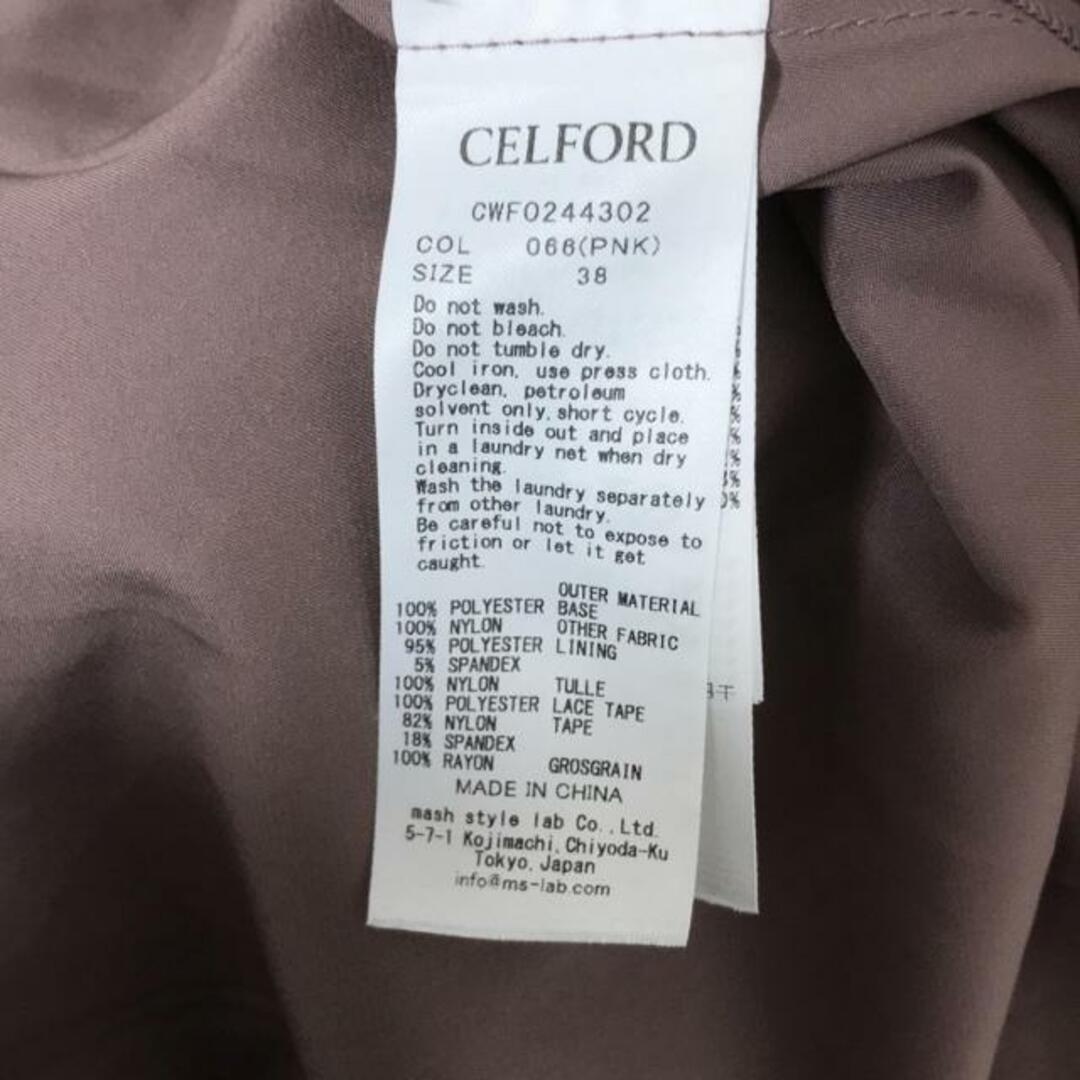 CELFORD
CWF0244302
COL 066(PNK)
SIZE 38
Do not wash.
Do not bleach.
Do not tumble dry.
Cool iron, use press cloth.
Dryclean, petroleum
solvent only, short cycle.
Turn inside out and place
in a laundry net when dry
cleaning.
Wash the laundry separately
from other laundry.
Be careful not to expose to
friction or let it get
caught.
OUTER MATERIAL
100% POLYESTER BASE
100% NYLON OTHER FABRIC
95% POLYESTER LINING
5% SPANDEX
100% NYLON TULLE
100% POLYESTER LACE TAPE
82% NYLON TAPE
18% SPANDEX
100% RAYON GROSGRAIN
MADE IN CHINA
mash style lab Co., Ltd.
5-7-1 Kojimachi, Chiyoda-Ku
Tokyo, Japan
info@ms-lab.com